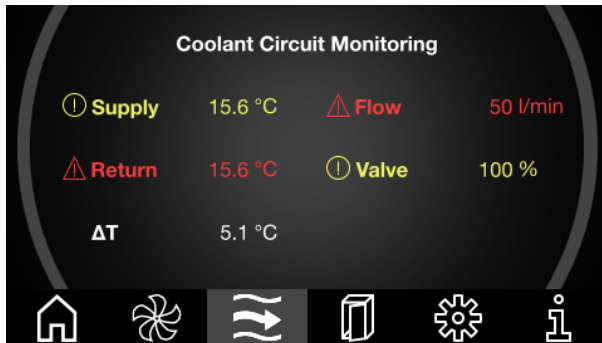 Coolant Circuit Monitoring
Supply 15.6 °C Flow 50 l/min
Return 15.6 °C Valve 100 %
ΔT 5.1 °C